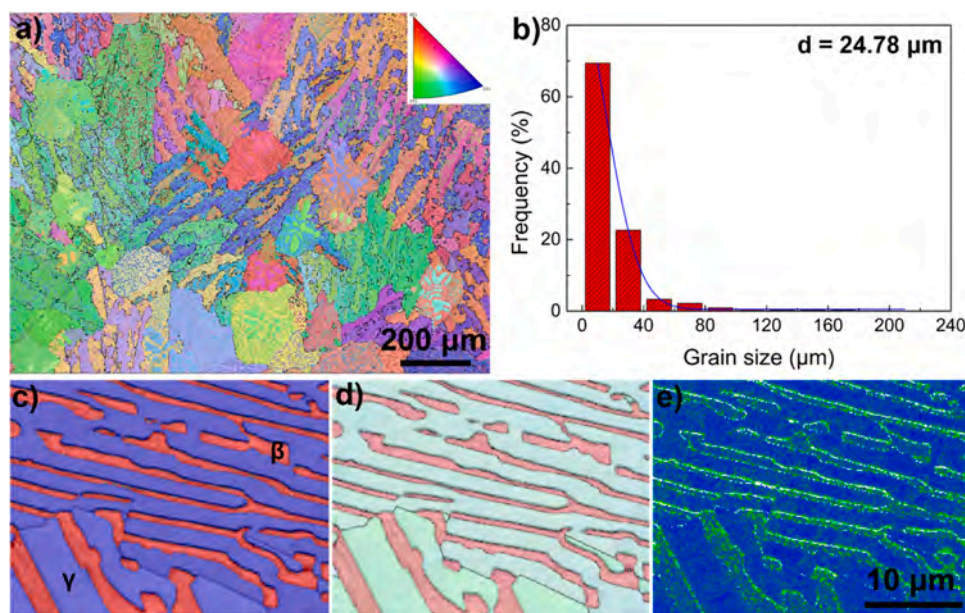 a)
200 µm
b)
d = 24.78 µm
80
60
40
20
0
Frequency (%)
0 40 80 120 160 200 240
Grain size (µm)
c)
β
γ
d)
e)
10 µm